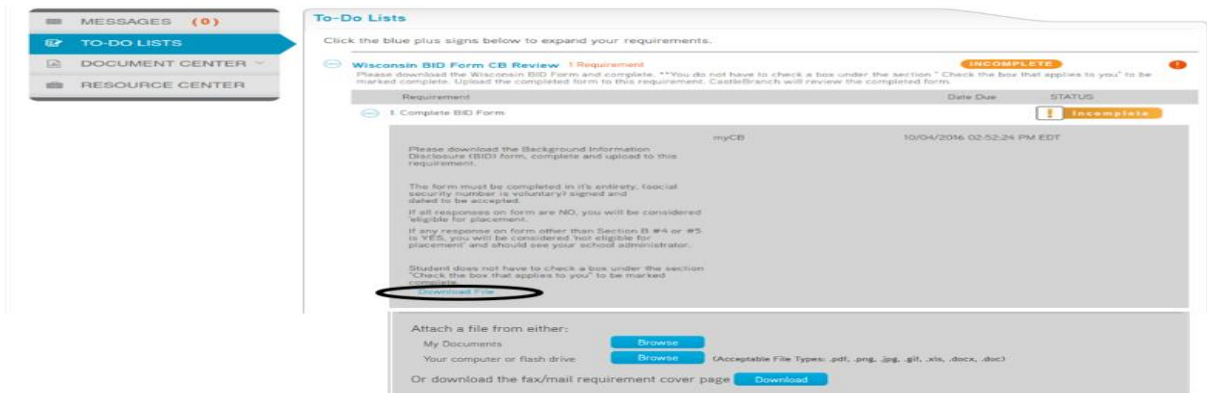 MESSAGES (0)
TO-DO LISTS
DOCUMENT CENTER
RESOURCE CENTER
To-Do Lists
Click the blue plus signs below to expand your requirements.
Wisconsin BID Form CB Review 1 Requirement INCOMPLETE
Please download the Wisconsin BID Form and complete. **You do not have to check a box under the section " Check the box that applies to you" to be
marked complete. Upload the completed form to this requirement. CastleBranch will review the completed form.
Requirement Date Due STATUS
1. Complete BID Form Incomplete
myCB 10/04/2016 02:52:24 PM EDT
Please download the Background Information
Disclosure (BID) form, complete and upload to this
requirement.
The form must be completed in it's entirety, (social
security number is voluntary) signed and
dated to be accepted.
If all responses on form are NO, you will be considered
'eligible for placement.
If any response on form other than Section B #4 or #5
is YES, you will be considered 'not eligible for
placement' and should see your school administrator.
Student does not have to check a box under the section
"Check the box that applies to you" to be marked
complete.
Download File
Attach a file from either:
My Documents Browse
Your computer or flash drive Browse (Acceptable File Types: .pdf, .png, .jpg, .gif, .xls, .docx, .doc)
Or download the fax/mail requirement cover page Download